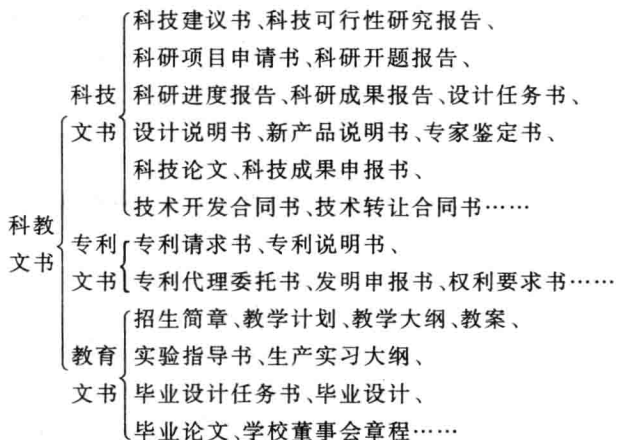 科技建议书、科技可行性研究报告、
科研项目申请书、科研开题报告、
科技 科研进度报告、科研成果报告、设计任务书、
文书 设计说明书、新产品说明书、专家鉴定书、
科技论文、科技成果申报书、
技术开发合同书、技术转让合同书……
科教
文书
专利 专利请求书、专利说明书、
文书 专利代理委托书、发明申报书、权利要求书……
招生简章、教学计划、教学大纲、教案、
教育 实验指导书、生产实习大纲、
文书 毕业设计任务书、毕业设计、
毕业论文、学校董事会章程……